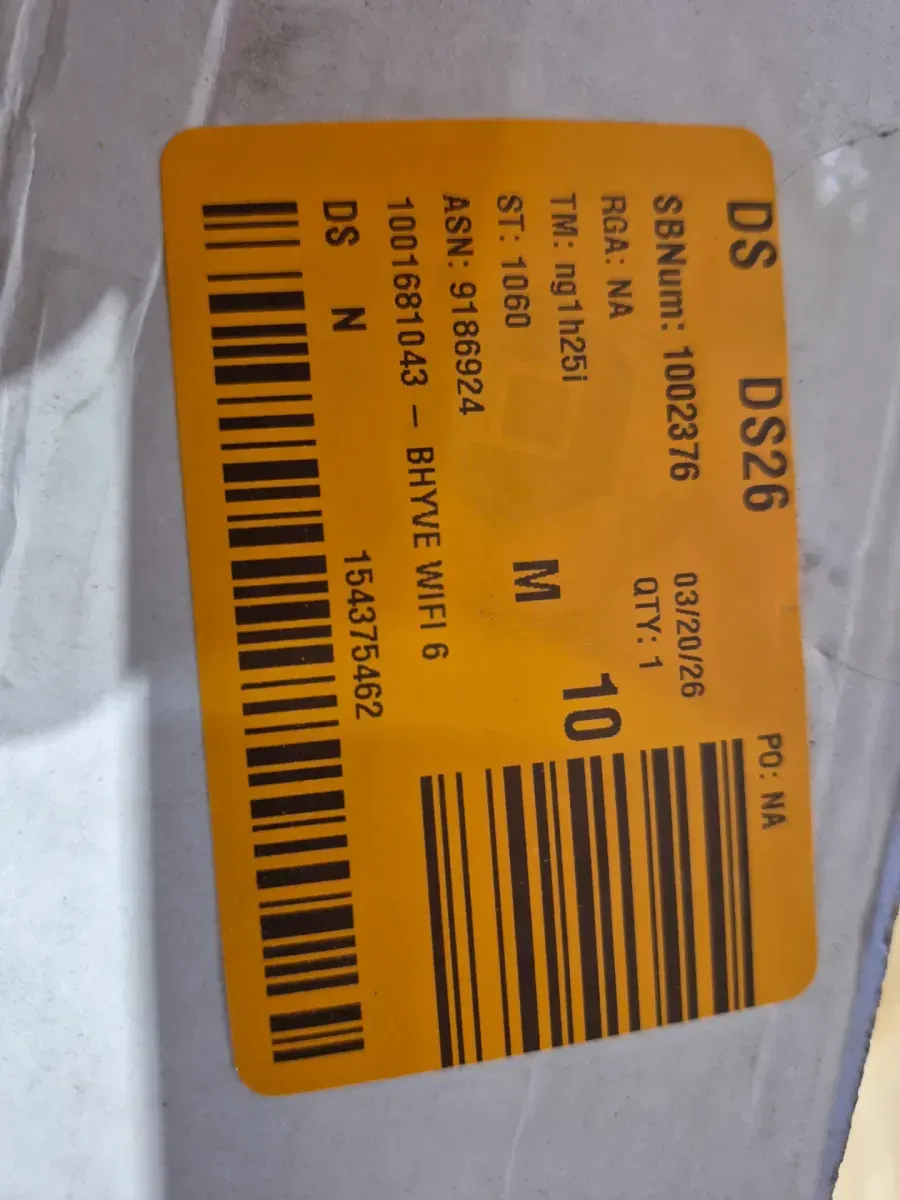 DS DS26 PO: NA
SBNum: 1002376 03/20/26
RGA: NA QTY: 1
TM: ng1h25i 10
ST: 1060 M
ASN: 9186924
1001681043 – BHYVE WIFI 6
DS N 154375462